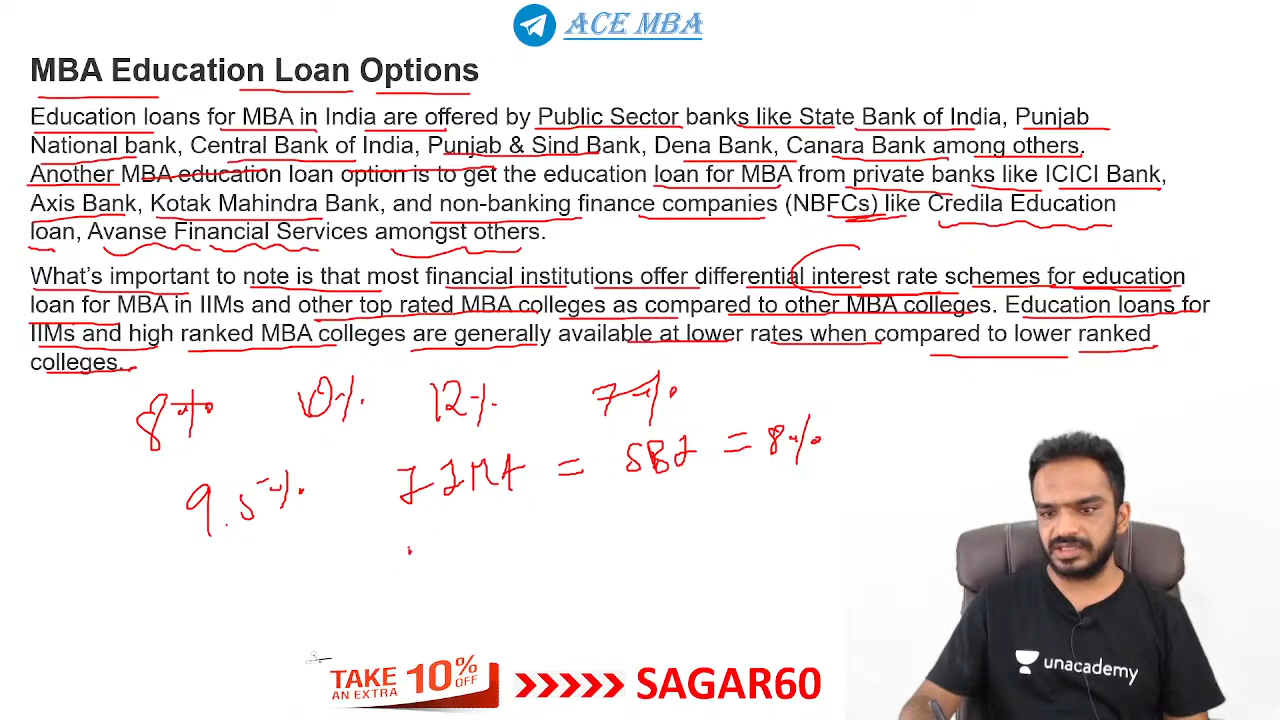 ACE MBA
MBA Education Loan Options
Education loans for MBA in India are offered by Public Sector banks like State Bank of India, Punjab
National bank, Central Bank of India, Punjab & Sind Bank, Dena Bank, Canara Bank among others.
Another MBA education loan option is to get the education loan for MBA from private banks like ICICI Bank,
Axis Bank, Kotak Mahindra Bank, and non-banking finance companies (NBFCs) like Credila Education
loan, Avanse Financial Services amongst others.
What's important to note is that most financial institutions offer differential interest rate schemes for education
loan for MBA in IIMs and other top rated MBA colleges as compared to other MBA colleges. Education loans for
IIMs and high ranked MBA colleges are generally available at lower rates when compared to lower ranked
colleges.
8% 10% 12% 7%
9.5% IIMA = SBI = 8%
unacademy
TAKE 10% OFF
AN EXTRA
SAGAR60